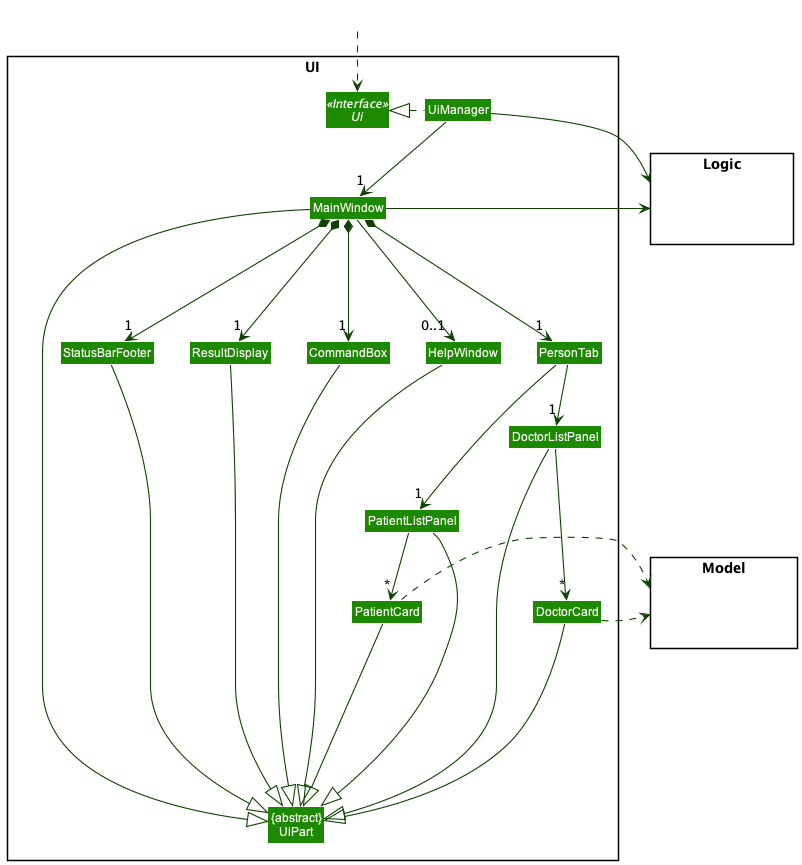 UI
«Interface»
Ui
UiManager
Logic
1
MainWindow
1
1
1
0..1
1
StatusBarFooter
ResultDisplay
CommandBox
HelpWindow
PersonTab
1
DoctorListPanel
1
PatientListPanel
Model
*
*
PatientCard
DoctorCard
{abstract}
UiPart